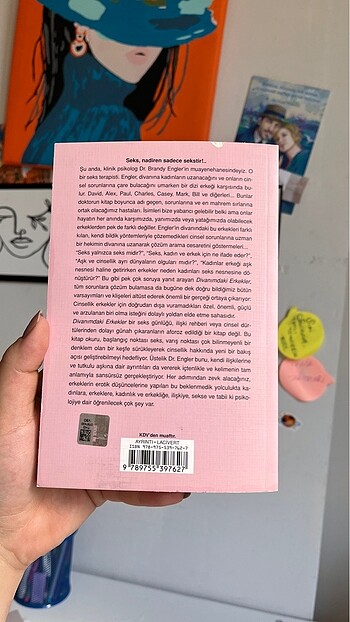 Seks, nadiren sadece sekstir!..
Şu anda, klinik psikolog Dr. Brandy Engler'in muayenehanesindeyiz. O
bir seks terapisti. Engler, divanına kadınların uzanacağını ve onların cin-
sel sorunlarına çare bulacağını umarken bir dizi erkeği karşısında bu-
lur. David, Alex, Paul, Charles, Casey, Mark, Bill ve diğerleri... Bunlar
doktorun kitap boyunca adı geçen, sorunlarına ve en mahrem sırlarına
ortak olacağımız hastaları. İsimleri bize yabancı gelebilir belki ama onlar
hayatın her anında karşımızda, yanımızda veya yatağımızda olabilecek
erkeklerden pek de farklı değiller. Engler'in divanındaki bu erkekleri farklı
kılan, kendi bildik yöntemleriyle çözemedikleri cinsel sorunlarına uzman
bir hekimin divanına uzanarak çözüm arama cesaretini göstermeleri...
"Seks yalnızca seks midir?", "Seks, kadın ve erkek için ne ifade eder?",
"Aşk ve cinsellik ayrı dünyaların olguları mıdır?", "Kadınlar erkeği aşk
nesnesi haline getirirken erkekler neden kadınları seks nesnesine dö-
nüştürür?" Bu gibi pek çok soruya yanıt arayan Divanımdaki Erkekler,
tüm sorulara çözüm bulamasa da bugüne dek doğru bildiğimiz bütün
varsayımları ve klişeleri altüst ederek önemli bir gerçeği ortaya çıkarıyor:
Cinsellik erkekler için doğrudan dışa vuramadıkları özel, önemli, güçlü
ve arzulanan biri olma isteğini dolaylı yoldan elde etme sahasıdır.
Divanımdaki Erkekler bir seks günlüğü, ilişki rehberi veya cinsel dür-
tülerinden dolayı günah çıkaranların aforoz edildiği bir kitap değil. Bu
kitap okuru, başlangıç noktası seks, varış noktası çok bilinmeyenli bir
denklem olan bir keşfe sürükleyerek cinsellik hakkında yeni bir bakış
açısı geliştirebilmeyi hedefliyor. Üstelik Dr. Engler bunu, kendi ilişkilerine
ve tutkulu aşkına dair ayrıntıları da vererek içtenlikle ve kelimenin tam
anlamıyla sansürsüz gerçekleştiriyor. Her adımından zevk alacağınız,
erkeklerin erotik düşüncelerine yapılan bu beklenmedik yolculukta ka-
dınlara, erkeklere, kadınlık ve erkekliğe, ilişkiye, sekse ve tabii ki psiko-
lojiye dair öğrenilecek çok şey var.
KDV'den muaftır.
AYRINTI • LACİVERT
ISBN 978-975-539-762-7
9 789755 397627